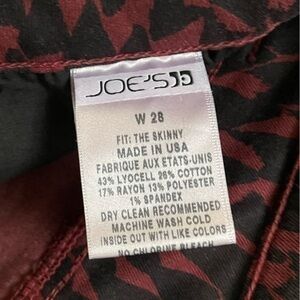 JOE'S
W 28
FIT: THE SKINNY
MADE IN USA
FABRIQUE AUX ETATS-UNIS
43% LYOCELL 26% COTTON
17% RAYON 13% POLYESTER
1% SPANDEX
DRY CLEAN RECOMMENDED
MACHINE WASH COLD
INSIDE OUT WITH LIKE COLORS
NO CHLORINE BLEACH